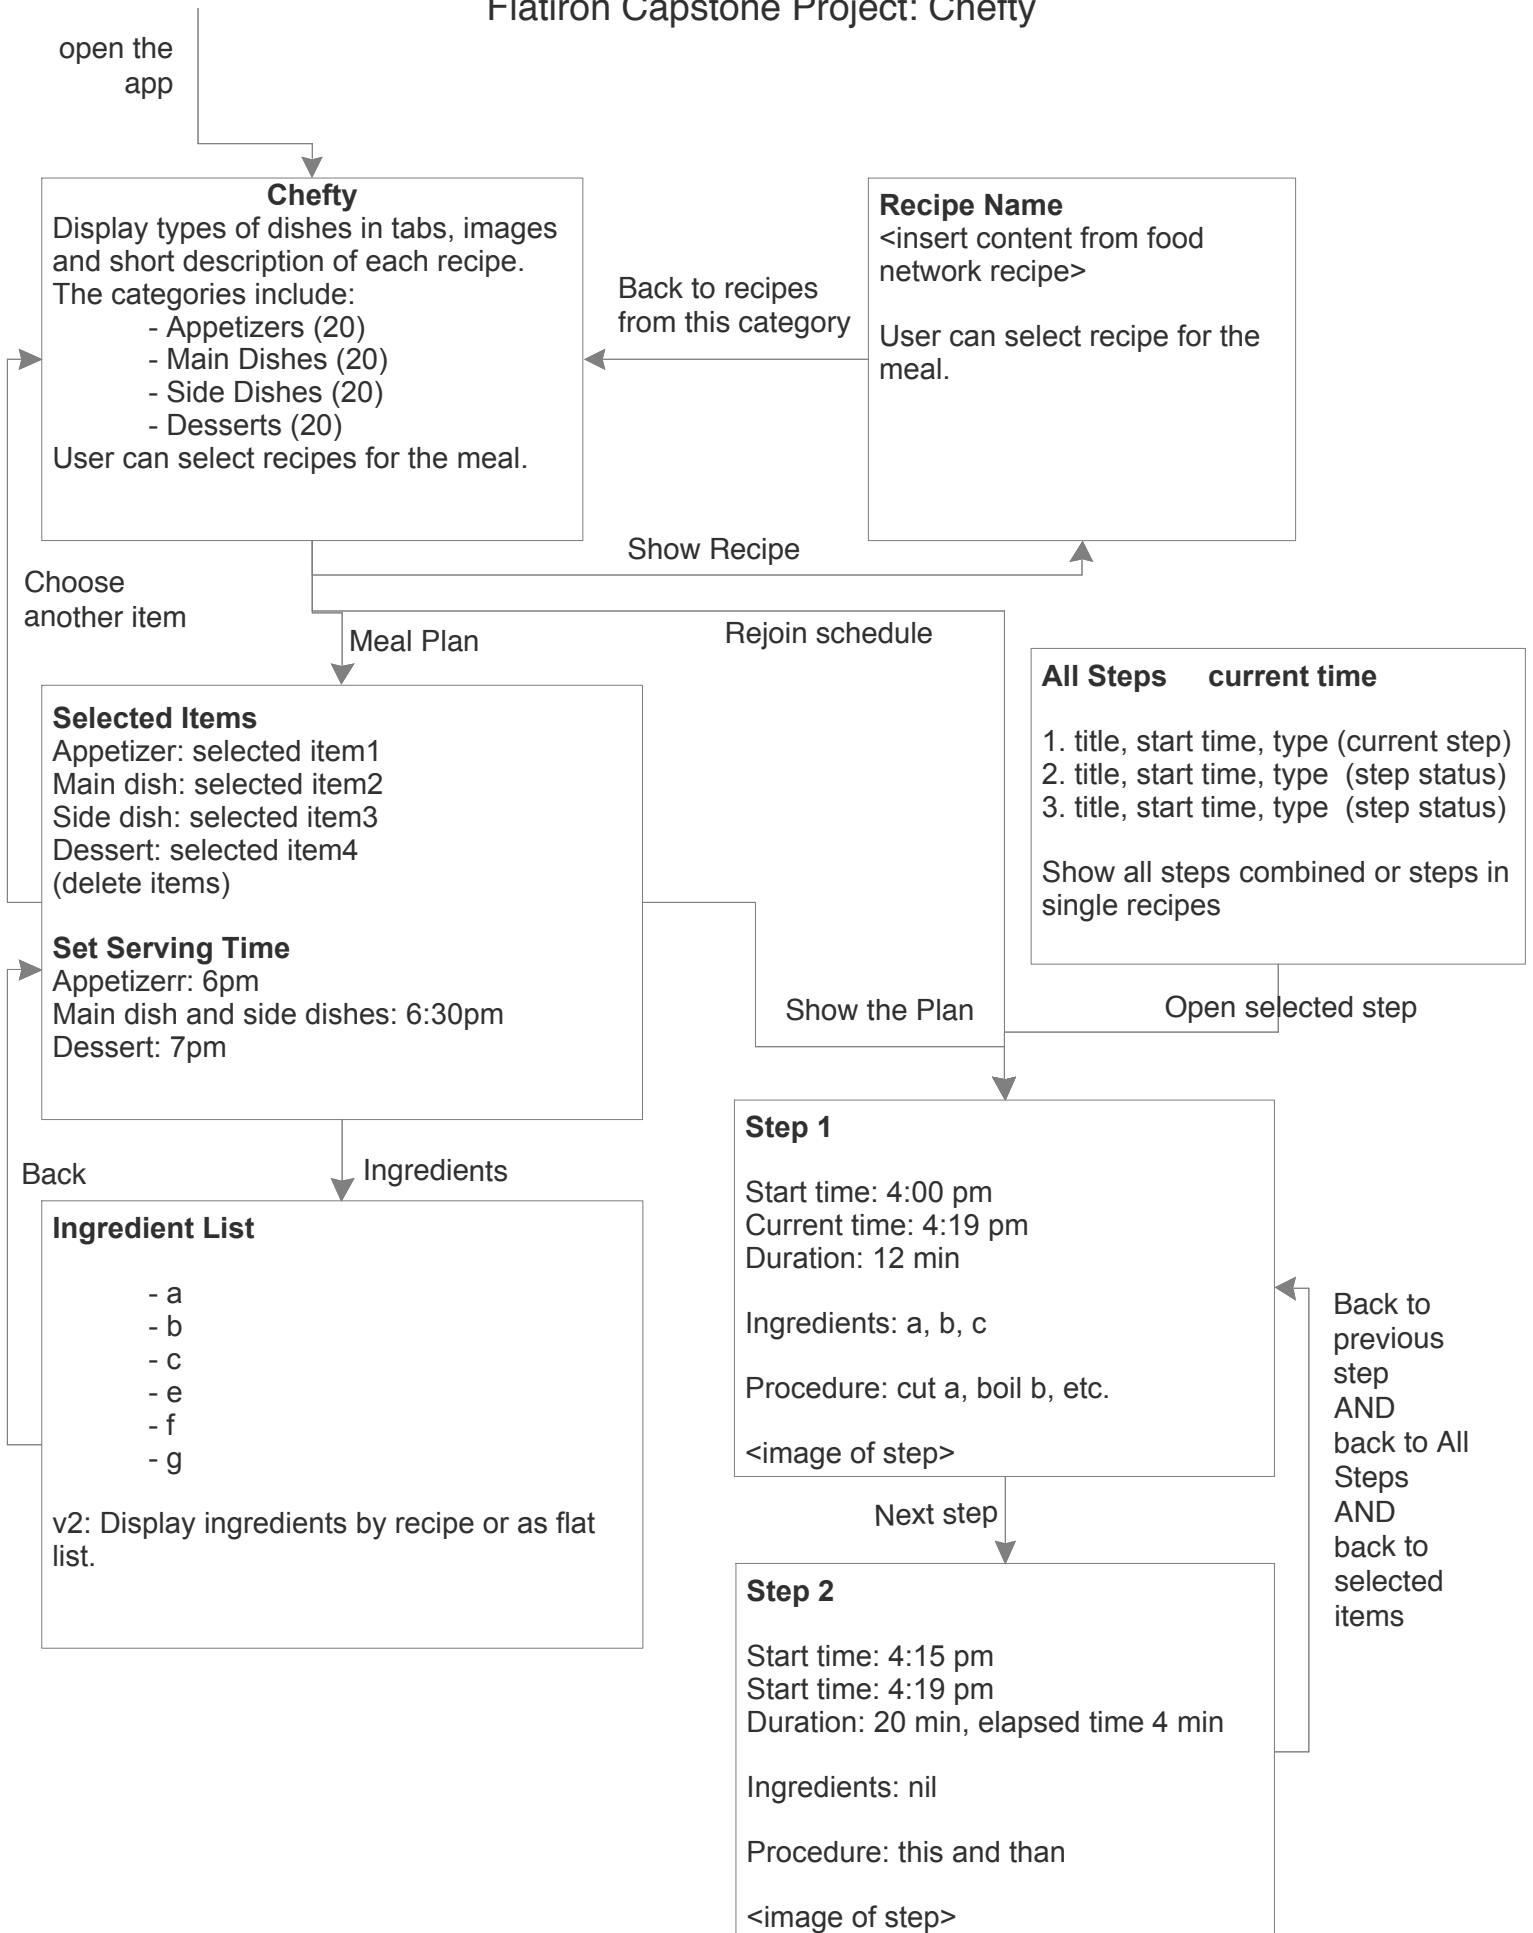 Flatiron Capstone Project: Chefty
open the
app
Chefty
Display types of dishes in tabs, images
and short description of each recipe.
The categories include:
- Appetizers (20)
- Main Dishes (20)
- Side Dishes (20)
- Desserts (20)
User can select recipes for the meal.
Back to recipes
from this category
Recipe Name
<insert content from food
network recipe>
User can select recipe for the
meal.
Show Recipe
Choose
another item
Meal Plan
Rejoin schedule
Selected Items
Appetizer: selected item1
Main dish: selected item2
Side dish: selected item3
Dessert: selected item4
(delete items)
Set Serving Time
Appetizerr: 6pm
Main dish and side dishes: 6:30pm
Dessert: 7pm
All Steps current time
1. title, start time, type (current step)
2. title, start time, type (step status)
3. title, start time, type (step status)
Show all steps combined or steps in
single recipes
Show the Plan
Open selected step
Back
Ingredients
Ingredient List
- a
- b
- c
- e
- f
- g
v2: Display ingredients by recipe or as flat
list.
Step 1
Start time: 4:00 pm
Current time: 4:19 pm
Duration: 12 min
Ingredients: a, b, c
Procedure: cut a, boil b, etc.
<image of step>
Next step
Back to
previous
step
AND
back to All
Steps
AND
back to
selected
items
Step 2
Start time: 4:15 pm
Start time: 4:19 pm
Duration: 20 min, elapsed time 4 min
Ingredients: nil
Procedure: this and than
<image of step>